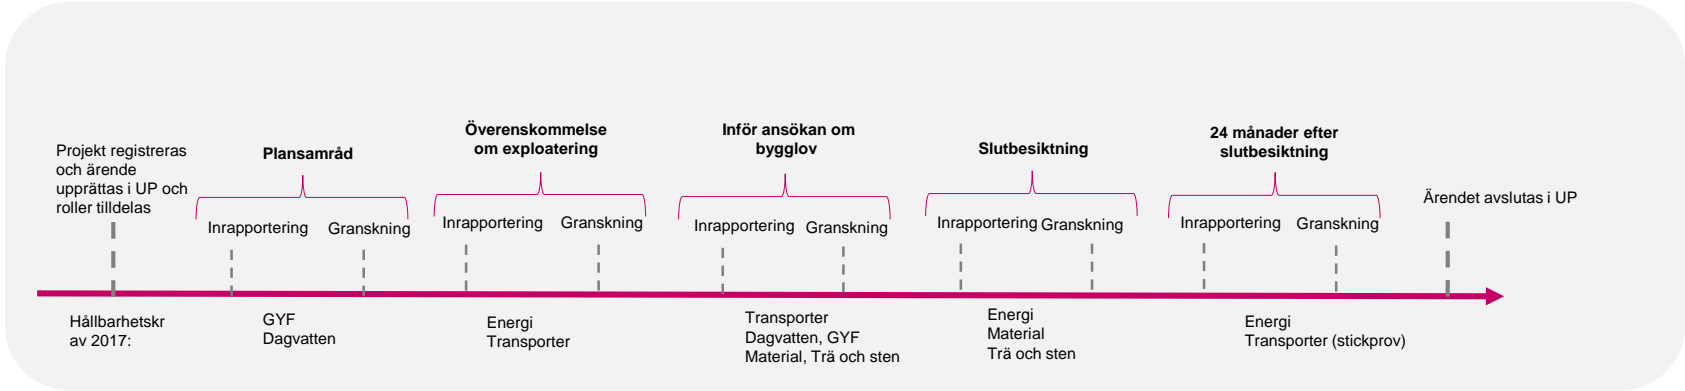 Projekt registreras
och ärende
upprättas i UP och
roller tilldelas
Plansamråd
Inrapportering
Granskning
Överenskommelse
om exploatering
Inrapportering
Granskning
Inför ansökan om
bygglov
Inrapportering
Granskning
Slutbesiktning
Inrapportering
Granskning
24 månader efter
slutbesiktning
Inrapportering
Granskning
Ärendet avslutas i UP
Hållbarhetskr
av 2017:
GYF
Dagvatten
Energi
Transporter
Transporter
Dagvatten, GYF
Material, Trä och sten
Energi
Material
Trä och sten
Energi
Transporter (stickprov)